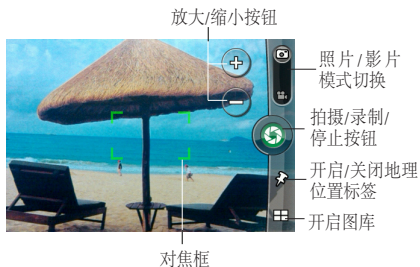 放大/缩小按钮
照片/影片
模式切换
拍摄/录制/
停止按钮
开启/关闭地理
位置标签
开启图库
对焦框